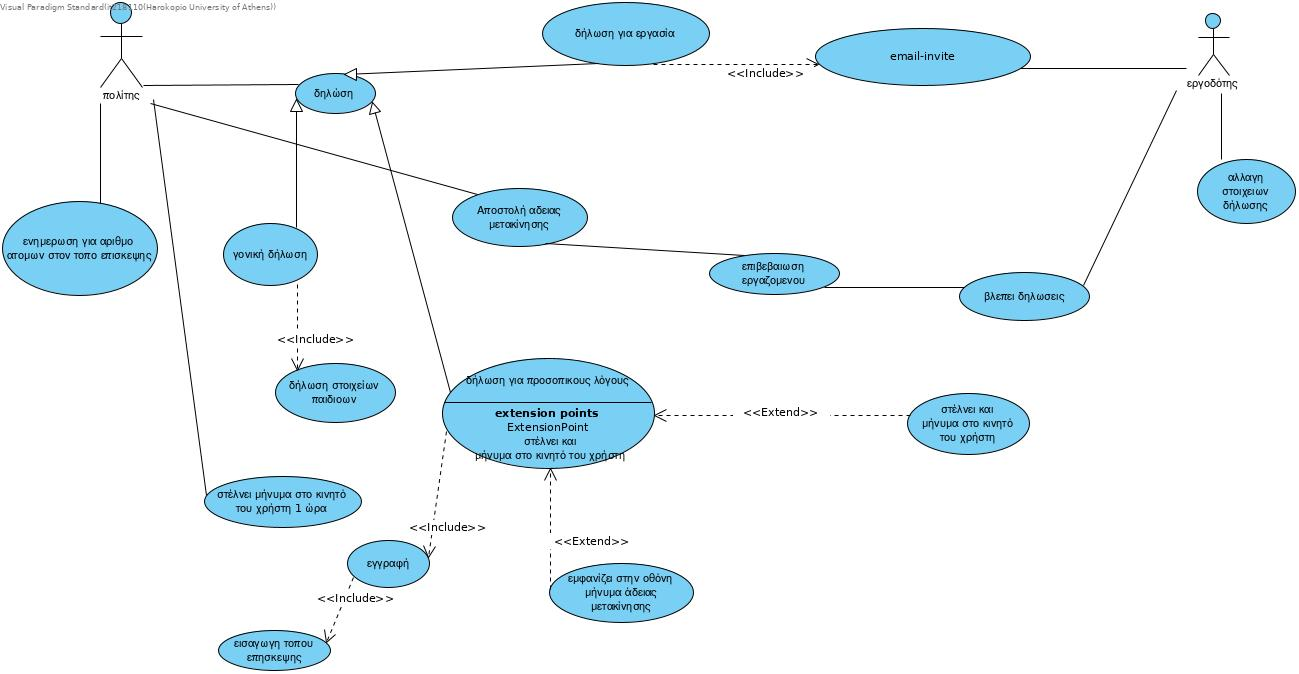 Visual Paradigm Standard(it218110(Harokopio University of Athens))
πολίτης
δήλωση για εργασία
<<Include>>
email-invite
εργοδότης
δηλώση
αλλαγη
στοιχειων
δήλωσης
Αποστολή αδειας
μετακίνησης
ενημερωση για αριθμο
ατομων στον τοπο επισκεψης
γονική δήλωση
επιβεβαιωση
εργαζομενου
βλεπει δηλωσεις
<<Include>>
δήλωση στοιχείων
παιδιοων
δήλωση για προσοπικους λόγους
extension points
ExtensionPoint
στέλνει και
μήνυμα στο κινητό του χρήστη
<<Extend>>
στέλνει και
μήνυμα στο κινητό
του χρήστη
στέλνει μήνυμα στο κινητό
του χρήστη 1 ώρα
<<Include>>
<<Extend>>
εγγραφή
εμφανίζει στην οθόνη
μήνυμα άδειας
μετακίνησης
<<Include>>
εισαγωγη τοπου
επησκεψης